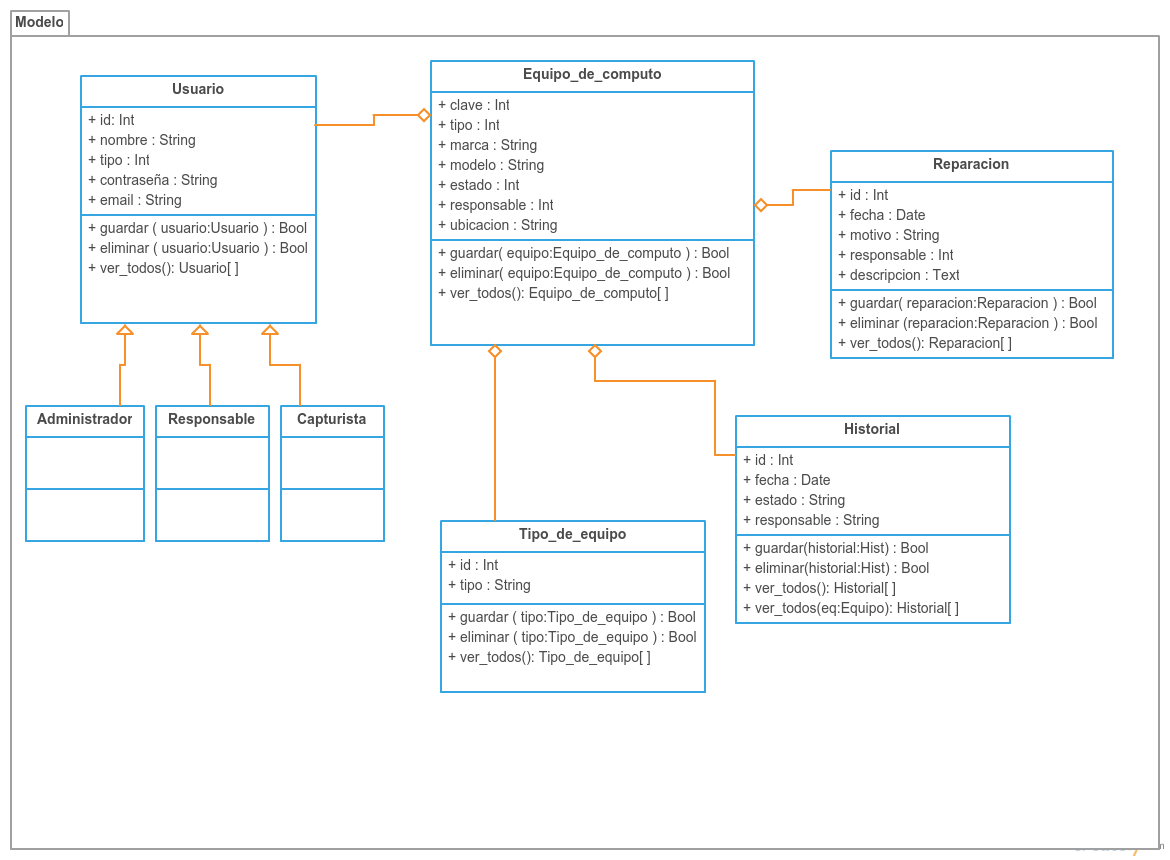 Modelo
Usuario
+ id: Int
+ nombre : String
+ tipo : Int
+ contraseña : String
+ email : String
+ guardar ( usuario:Usuario ) : Bool
+ eliminar ( usuario:Usuario ) : Bool
+ ver_todos(): Usuario[ ]
Equipo_de_computo
+ clave : Int
+ tipo : Int
+ marca : String
+ modelo : String
+ estado : Int
+ responsable : Int
+ ubicacion : String
+ guardar( equipo:Equipo_de_computo ) : Bool
+ eliminar( equipo:Equipo_de_computo ) : Bool
+ ver_todos(): Equipo_de_computo[ ]
Reparacion
+ id : Int
+ fecha : Date
+ motivo : String
+ responsable : Int
+ descripcion : Text
+ guardar( reparacion:Reparacion ) : Bool
+ eliminar (reparacion:Reparacion ) : Bool
+ ver_todos(): Reparacion[ ]
Administrador
Responsable
Capturista
Historial
+ id : Int
+ fecha : Date
+ estado : String
+ responsable : String
+ guardar(historial:Hist) : Bool
+ eliminar(historial:Hist) : Bool
+ ver_todos(): Historial[ ]
+ ver_todos(eq:Equipo): Historial[ ]
Tipo_de_equipo
+ id : Int
+ tipo : String
+ guardar ( tipo:Tipo_de_equipo ) : Bool
+ eliminar ( tipo:Tipo_de_equipo ) : Bool
+ ver_todos(): Tipo_de_equipo[ ]